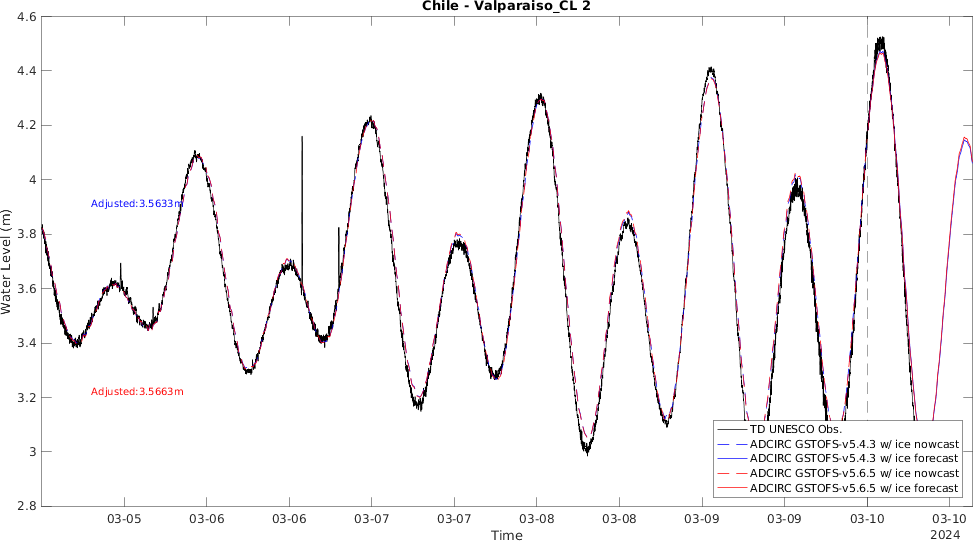 Chile - Valparaiso_CL 2
4.6
4.4
4.2
4
3.8
3.6
3.4
3.2
3
2.8
Water Level (m)
Adjusted:3.5633m
Adjusted:3.5663m
TD UNESCO Obs.
ADCIRC GSTOFS-v5.4.3 w/ ice nowcast
ADCIRC GSTOFS-v5.4.3 w/ ice forecast
ADCIRC GSTOFS-v5.6.5 w/ ice nowcast
ADCIRC GSTOFS-v5.6.5 w/ ice forecast
03-05 03-06 03-06 03-07 03-07 03-08 03-08 03-09 03-09 03-10 03-10
2024
Time